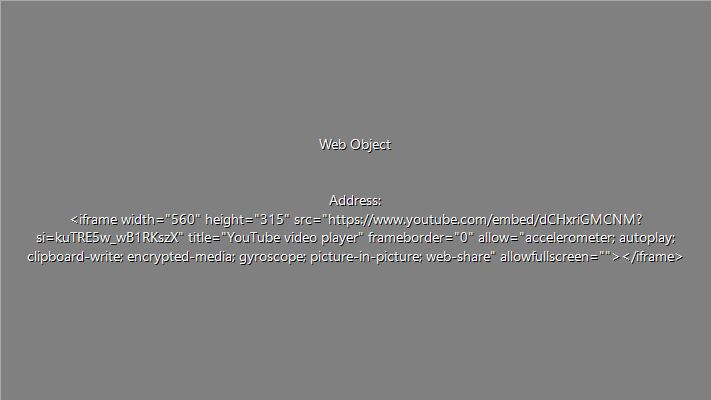 Web Object
Address:
<iframe width="560" height="315" src="https://www.youtube.com/embed/dCHxriGMCNM?
si=kuTRE5w_wB1RKszX" title="YouTube video player" frameborder="0" allow="accelerometer; autoplay;
clipboard-write; encrypted-media; gyroscope; picture-in-picture; web-share" allowfullscreen=""></iframe>